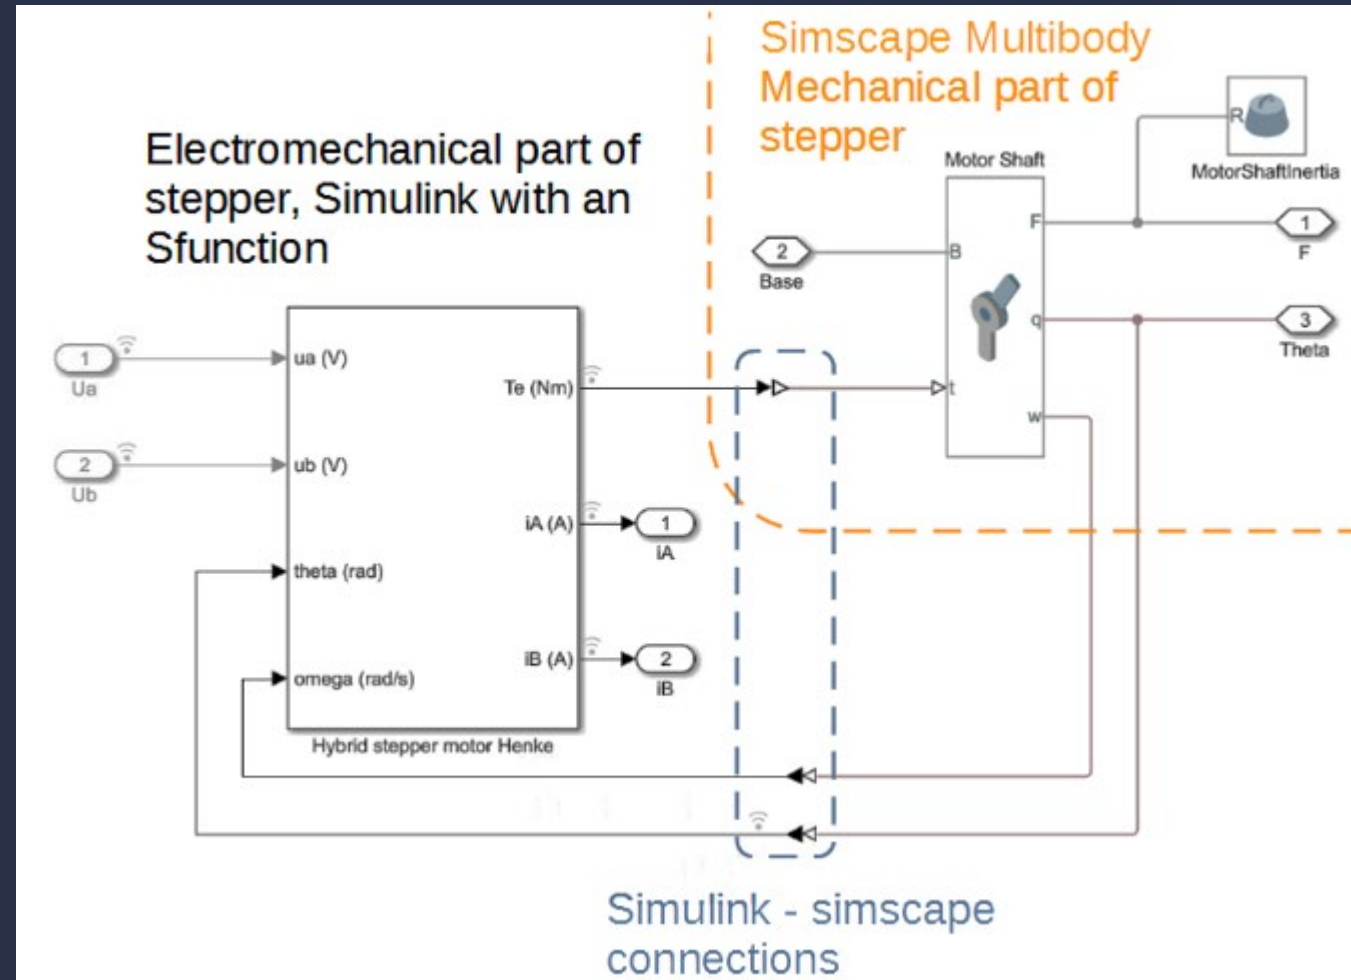 Simscape Multibody
Mechanical part of
stepper
Electromechanical part of
stepper, Simulink with an
Sfunction
Motor Shaft
R
MotorShaftInertia
F
1
F
2
Base
B
q
3
Theta
t
w
1
Ua
ua (V)
Te (Nm)
2
Ub
ub (V)
iA (A)
1
iA
theta (rad)
iB (A)
2
iB
omega (rad/s)
Hybrid stepper motor Henke
Simulink - simscape
connections